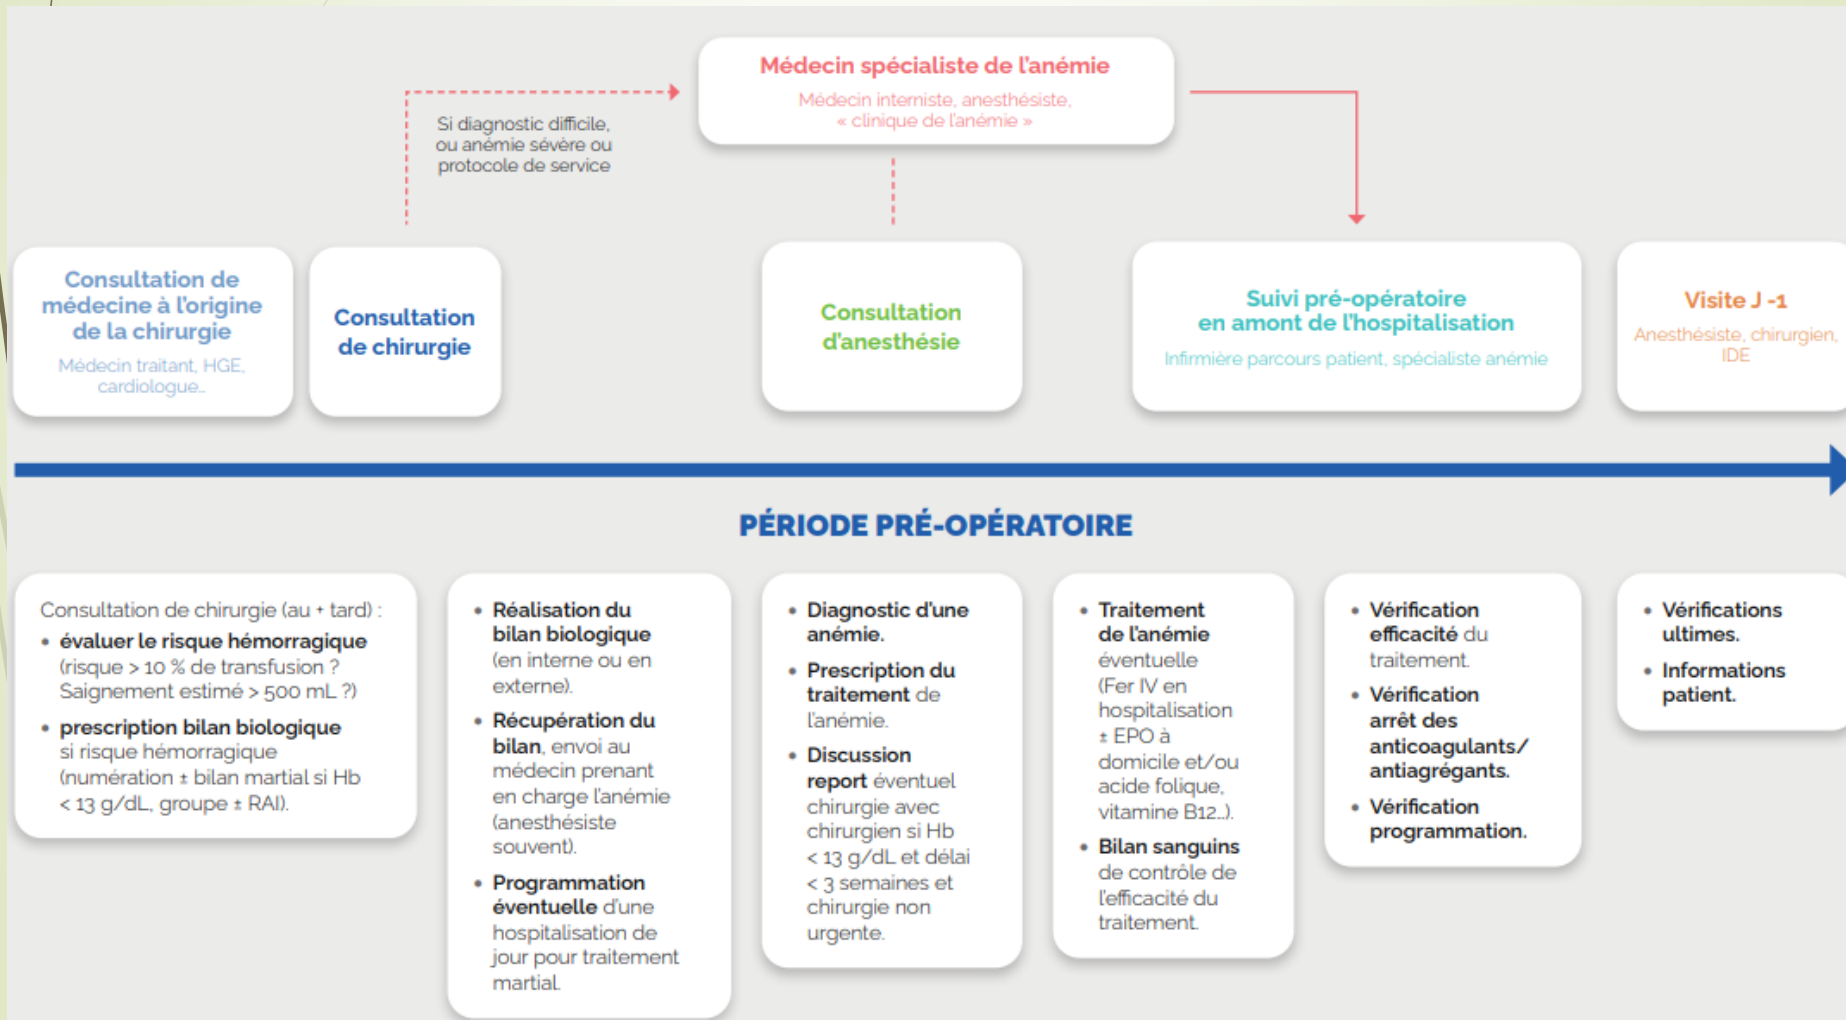 Médecin spécialiste de l'anémie
Médecin interniste, anesthésiste,
« clinique de l'anémie »
Si diagnostic difficile,
ou anémie sévère ou
protocole de service
Consultation de
médecine à l'origine
de la chirurgie
Médecin traitant, HGE,
cardiologue...
Consultation
de chirurgie
Consultation
d'anesthésie
Suivi pré-opératoire
en amont de l'hospitalisation
Infirmière parcours patient, spécialiste anémie
Visite J -1
Anesthésiste, chirurgien,
IDE
PÉRIODE PRÉ-OPÉRATOIRE
Consultation de chirurgie (au + tard) :
• évaluer le risque hémorragique
(risque > 10 % de transfusion ?
Saignement estimé > 500 mL ?)
• prescription bilan biologique
si risque hémorragique
(numération ± bilan martial si Hb
< 13 g/dL, groupe ± RAI).
• Réalisation du
bilan biologique
(en interne ou en
externe).
• Récupération du
bilan, envoi au
médecin prenant
en charge l'anémie
(anesthésiste
souvent).
• Programmation
éventuelle d'une
hospitalisation de
jour pour traitement
martial.
• Diagnostic d'une
anémie.
• Prescription du
traitement de
l'anémie.
• Discussion
report éventuel
chirurgie avec
chirurgien si Hb
< 13 g/dL et délai
< 3 semaines et
chirurgie non
urgente.
• Traitement
de l'anémie
éventuelle
(Fer IV en
hospitalisation
± EPO à
domicile et/ou
acide folique,
vitamine B12...).
• Bilan sanguins
de contrôle de
l'efficacité du
traitement.
• Vérification
efficacité du
traitement.
• Vérification
arrêt des
anticoagulants/
antiagrégants.
• Vérification
programmation.
• Vérifications
ultimes.
• Informations
patient.